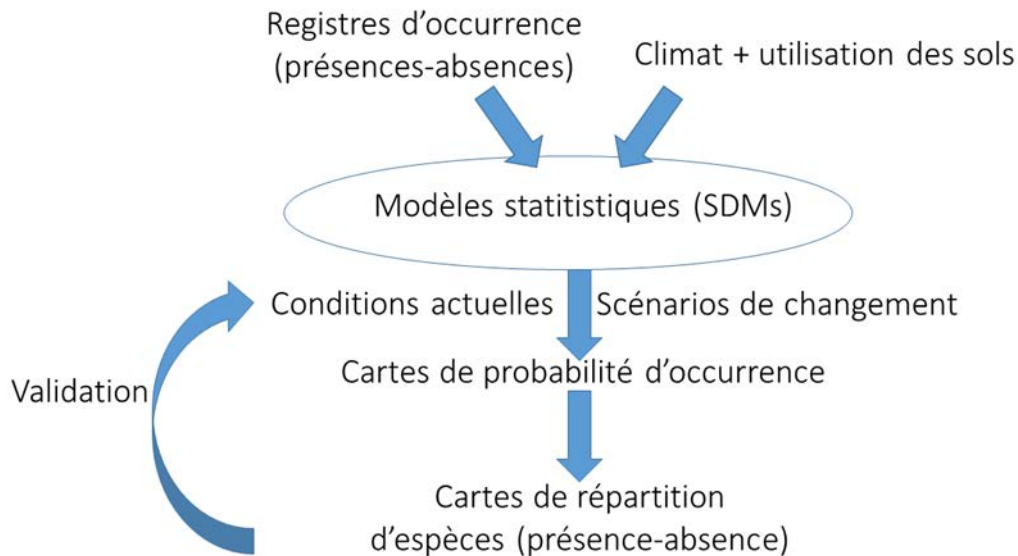 Registres d’occurrence
(présences-absences)
Climat + utilisation des sols
Modèles statitistiques (SDMs)
Conditions actuelles
Scénarios de changement
Cartes de probabilité d’occurrence
Validation
Cartes de répartition
d’espèces (présence-absence)